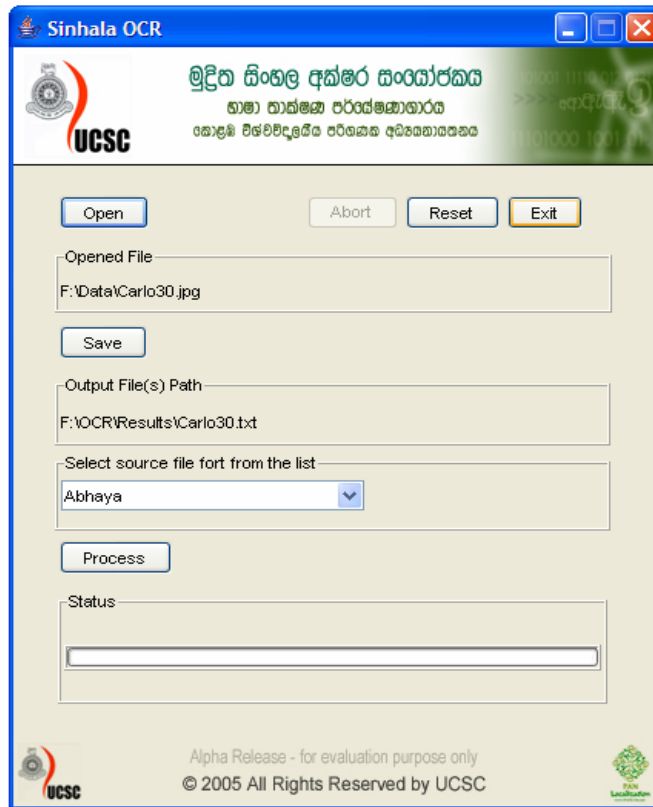 Sinhala OCR
UCSC
මුද්‍රිත සිංහල අක්ෂර සංයෝජකය
භාෂා තාක්ෂණ පර්යේෂණාගාරය
කොළඹ විශ්වවිද්‍යලයීය පරිගණක අධ්‍යයනායතනය
>>>>
Open
Abort
Reset
Exit
Opened File
F:\Data\Carlo30.jpg
Save
Output File(s) Path
F:\OCR\Results\Carlo30.txt
Select source file fort from the list
Abhaya
Process
Status
Alpha Release - for evaluation purpose only
© 2005 All Rights Reserved by UCSC
UCSC
PAN
Localization